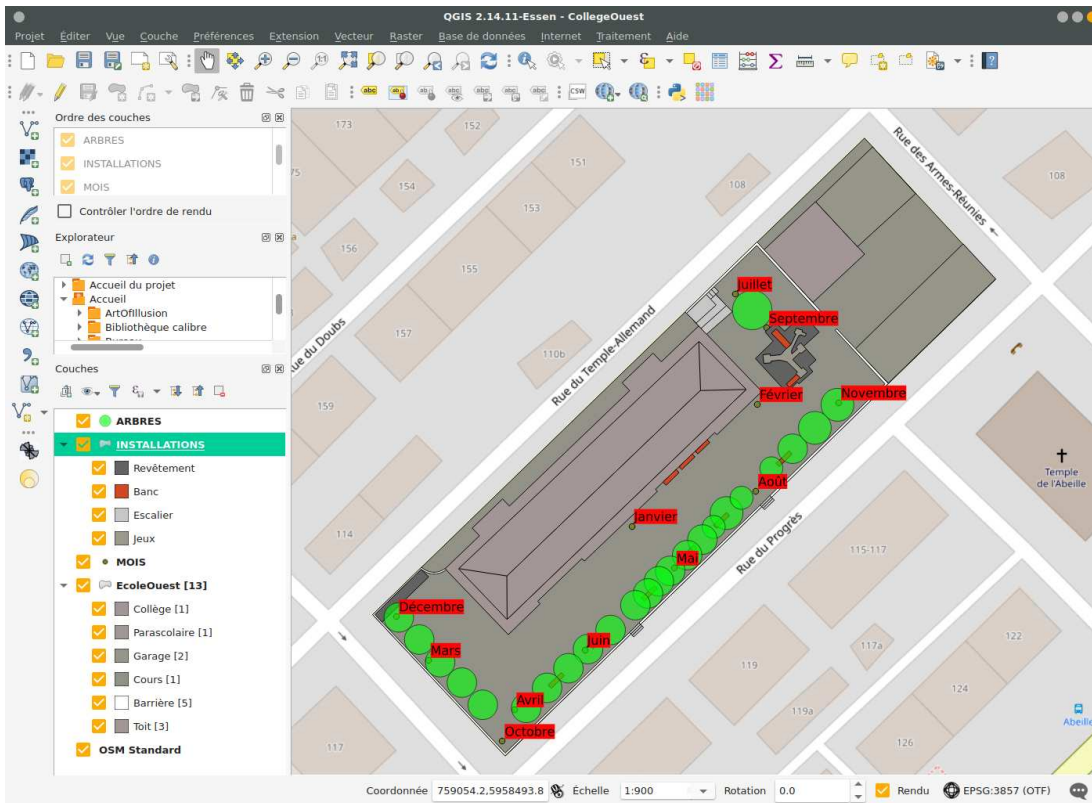 QGIS 2.14.11-Essen - CollegeOuest
Projet Éditer Vue Couche Préférences Extension Vecteur Raster Base de données Internet Traitement Aide
Ordre des couches
ARBRES
INSTALLATIONS
MOIS
Contrôler l'ordre de rendu
Explorateur
Accueil du projet
Accueil
ArtOfIllusion
Bibliothèque calibre
Couches
ARBRES
INSTALLATIONS
Revêtement
Banc
Escalier
Jeux
MOIS
EcoleOuest [13]
Collège [1]
Parascolaire [1]
Garage [2]
Cours [1]
Barrière [5]
Toit [3]
OSM Standard
173
152
151
154
153
108
Rue des Armes-Réunies
108
156
155
157
Rue du Doubs
110b
Rue du Temple-Allemand
159
114
Juillet
Septembre
Février
Novembre
Août
Janvier
Mai
Décembre
Mars
Juin
Avril
Octobre
Rue du Progrès
Temple
de l'Abeille
115-117
119
117a
122
124
119a
126
117
Abeille
Coordonnée 759054.2,5958493.8 Échelle 1:900 Rotation 0.0 Rendu EPSG:3857 (OTF)